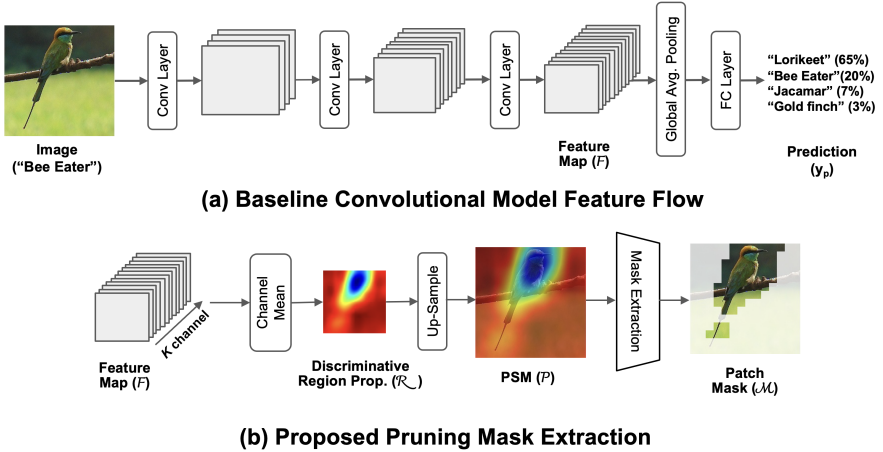 Image
("Bee Eater")
Conv Layer
Conv Layer
Conv Layer
Feature
Map (F)
Global Avg. Pooling
FC Layer
"Lorikeet" (65%)
"Bee Eater"(20%)
"Jacamar" (7%)
"Gold finch" (3%)
Prediction
(yₚ)
(a) Baseline Convolutional Model Feature Flow
Feature
Map (F)
K channel
Channel
Mean
Discriminative
Region Prop. (ℛ_)
Up-Sample
PSM (P)
Mask Extraction
Patch
Mask (ℳ)
(b) Proposed Pruning Mask Extraction